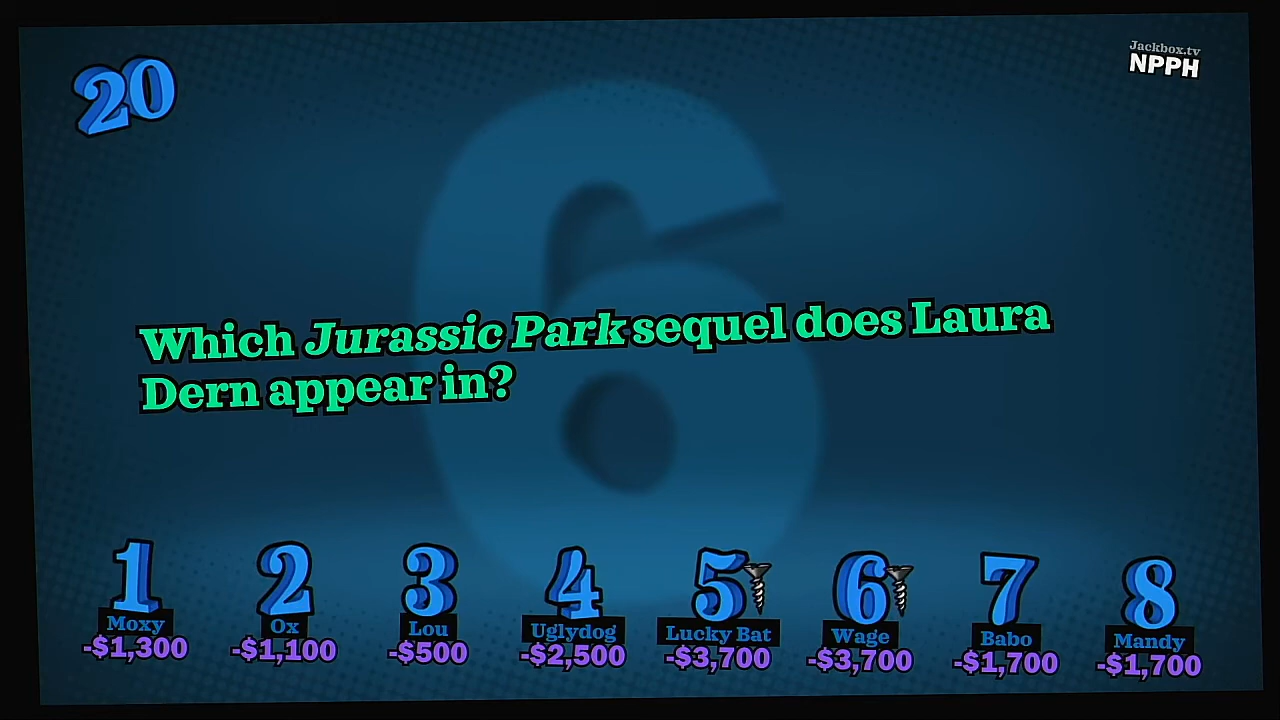 20
Jackbox.tv
NPPH
6
Which Jurassic Park sequel does Laura
Dern appear in?
1 2 3 4 5 6 7 8
Moxy Ox Lou Uglydog Lucky Bat Wage Babo Mandy
-$1,300 -$1,100 -$500 -$2,500 -$3,700 -$3,700 -$1,700 -$1,700